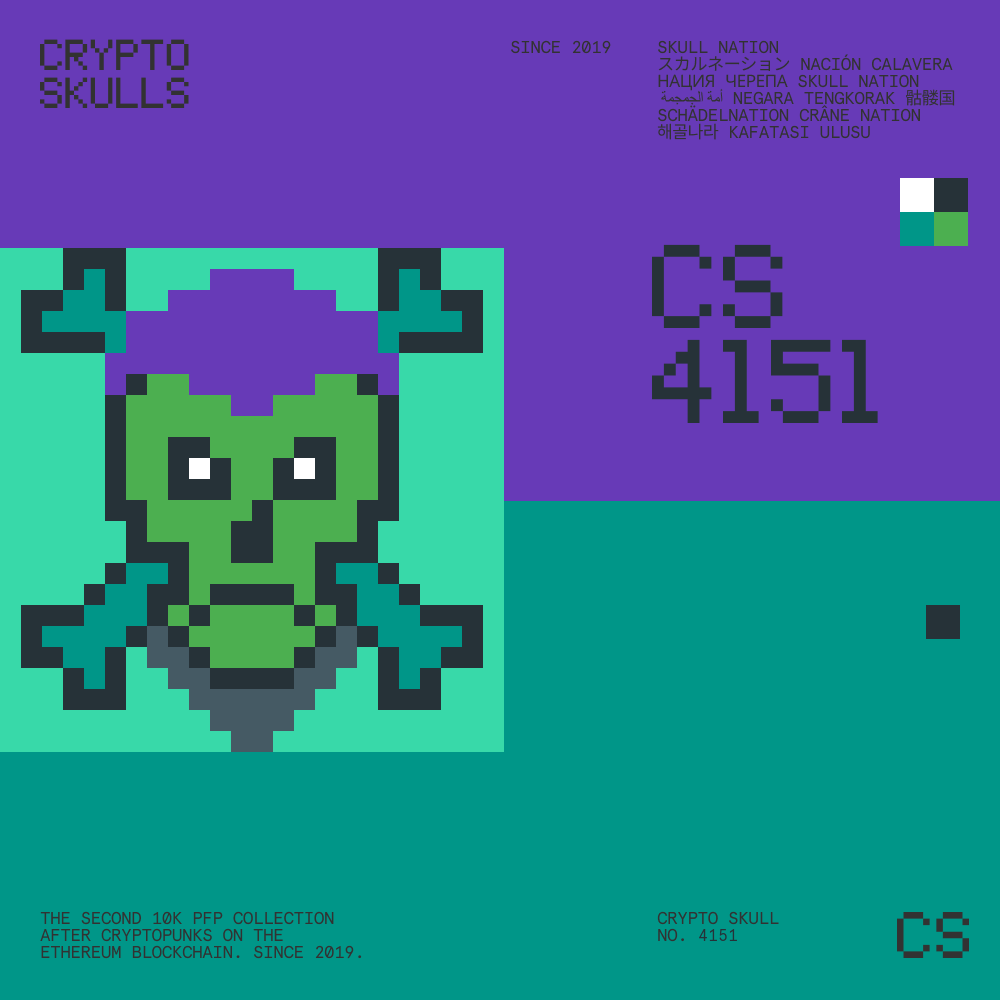 CRYPTO
SKULLS
SINCE 2019
SKULL NATION
スカルネーション NACIÓN CALAVERA
НАЦИЯ ЧЕРЕПА SKULL NATION
أمة الجمجمة NEGARA TENGKORAK 骷髅国
SCHÄDELNATION CRÂNE NATION
해골나라 KAFATASI ULUSU
CS
4151
THE SECOND 10K PFP COLLECTION
AFTER CRYPTOPUNKS ON THE
ETHEREUM BLOCKCHAIN. SINCE 2019.
CRYPTO SKULL
NO. 4151
CS